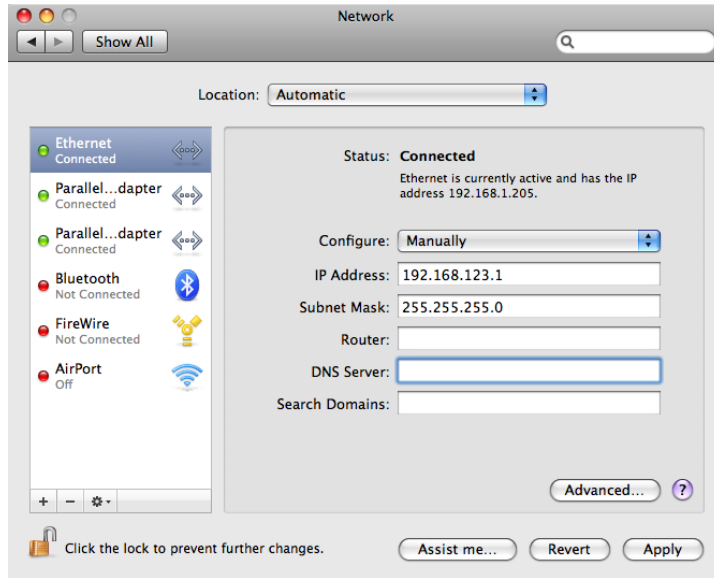 Network
Show All
Location: Automatic
Ethernet
Connected
Parallel...dapter
Connected
Parallel...dapter
Connected
Bluetooth
Not Connected
FireWire
Not Connected
AirPort
Off
Status: Connected
Ethernet is currently active and has the IP
address 192.168.1.205.
Configure: Manually
IP Address: 192.168.123.1
Subnet Mask: 255.255.255.0
Router:
DNS Server:
Search Domains:
Advanced... ?
Click the lock to prevent further changes.
Assist me... Revert Apply